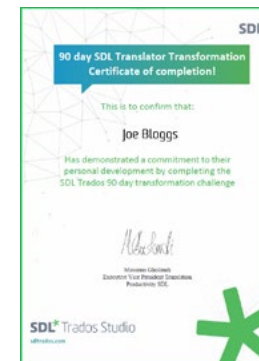 SDL
90 day SDL Translator Transformation
Certificate of completion!
This is to confirm that:
Joe Bloggs
Has demonstrated a commitment to their
personal development by completing the
SDL Trados 90 day transformation challenge
Executive Vice President Translation
Productivity SDL
SDL* Trados Studio
sdltrados.com